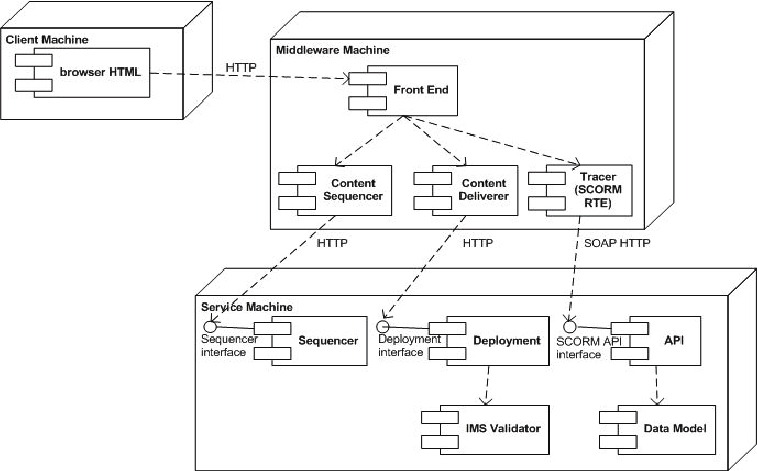 Client Machine
browser HTML
HTTP
Middleware Machine
Front End
Content
Sequencer
Content
Deliverer
Tracer
(SCORM
RTE)
HTTP
HTTP
SOAP HTTP
Service Machine
Sequencer
interface
Sequencer
Deployment
interface
Deployment
SCORM API
interface
API
IMS Validator
Data Model